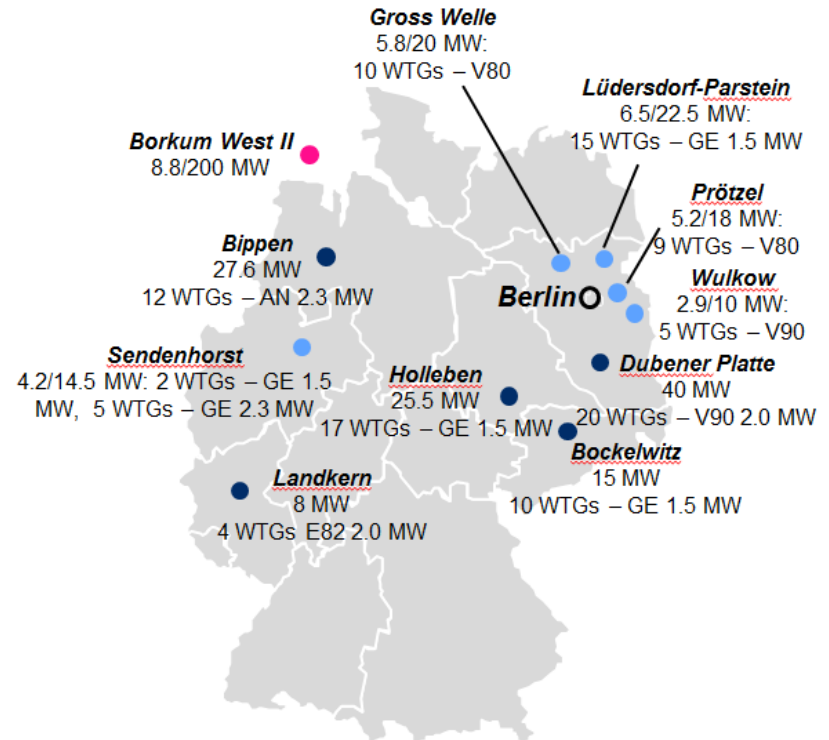 Gross Welle
5.8/20 MW:
10 WTGs – V80
Lüdersdorf-Parstein
6.5/22.5 MW:
15 WTGs – GE 1.5 MW
Borkum West II
8.8/200 MW
Prötzel
5.2/18 MW:
9 WTGs – V80
Bippen
27.6 MW
12 WTGs – AN 2.3 MW
Wulkow
2.9/10 MW:
5 WTGs – V90
Berlin
Sendenhorst
4.2/14.5 MW: 2 WTGs – GE 1.5
MW, 5 WTGs – GE 2.3 MW
Holleben
25.5 MW
17 WTGs – GE 1.5 MW
Dubener Platte
40 MW
20 WTGs – V90 2.0 MW
Bockelwitz
15 MW
10 WTGs – GE 1.5 MW
Landkern
8 MW
4 WTGs E82 2.0 MW